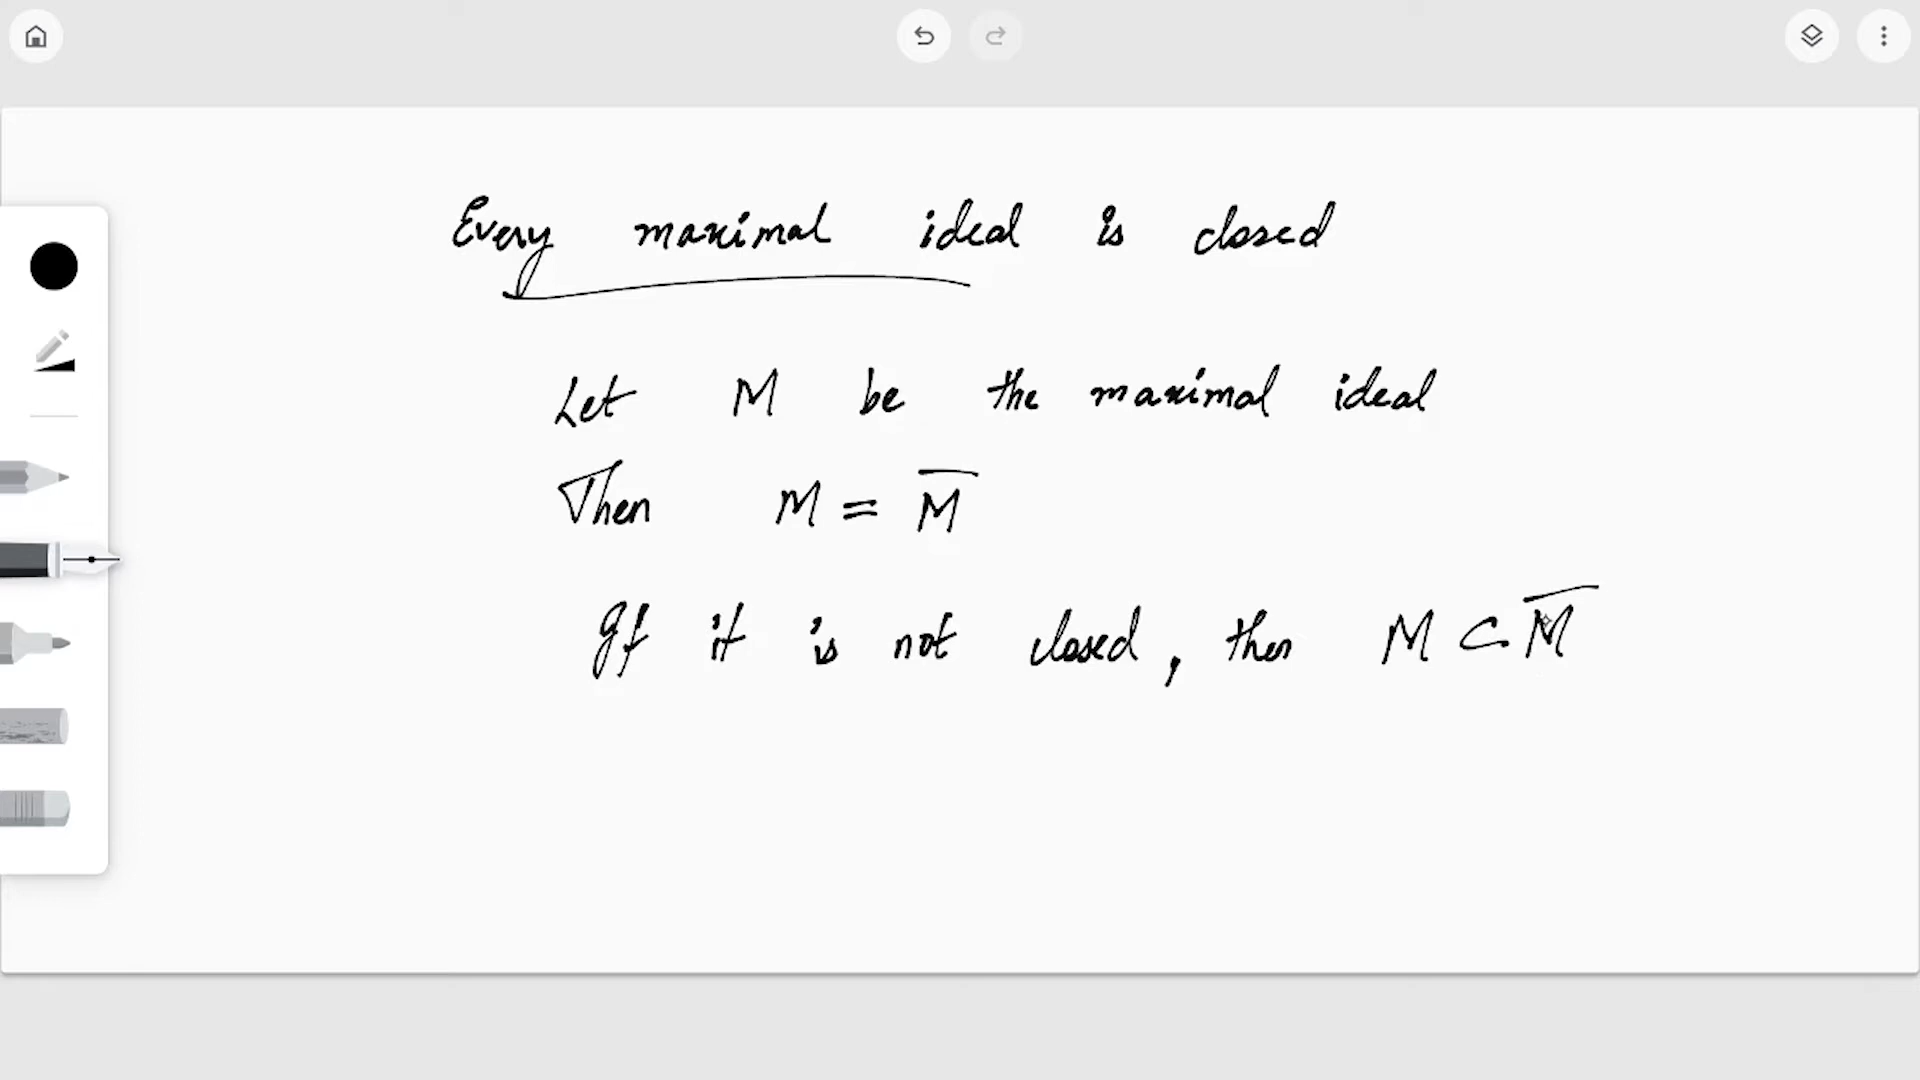 Every maximal ideal is closed
Let M be the maximal ideal
Then M = M̅
If it is not closed, then M ⊂ M̅